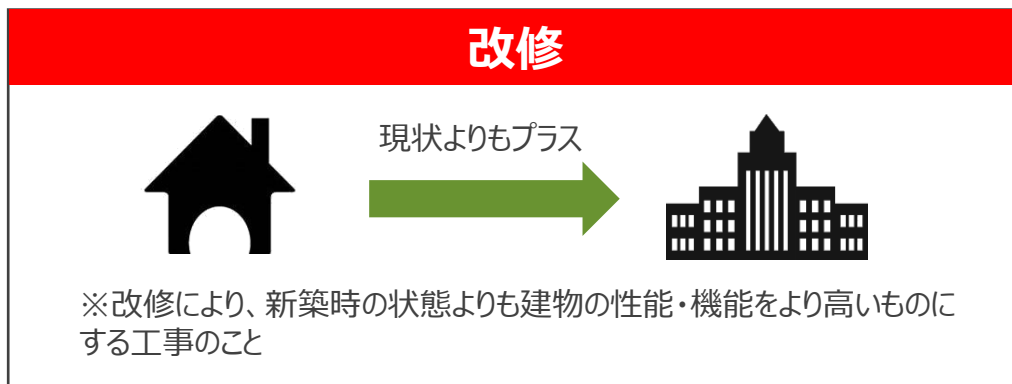 改修
現状よりもプラス
※改修により、新築時の状態よりも建物の性能・機能をより高いものに
する工事のこと